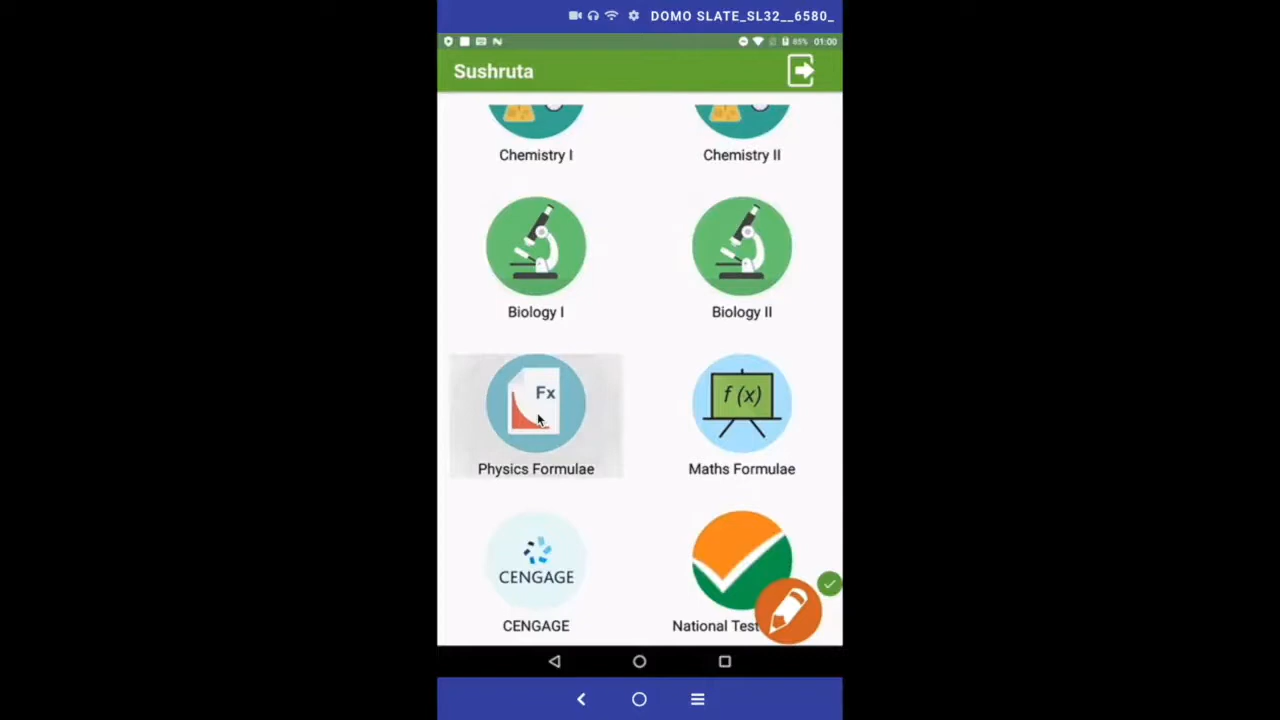 DOMO SLATE_SL32__6580_
65% 01:00
Sushruta
Chemistry I Chemistry II
Biology I Biology II
Fx f (x)
Physics Formulae Maths Formulae
CENGAGE
CENGAGE National Test